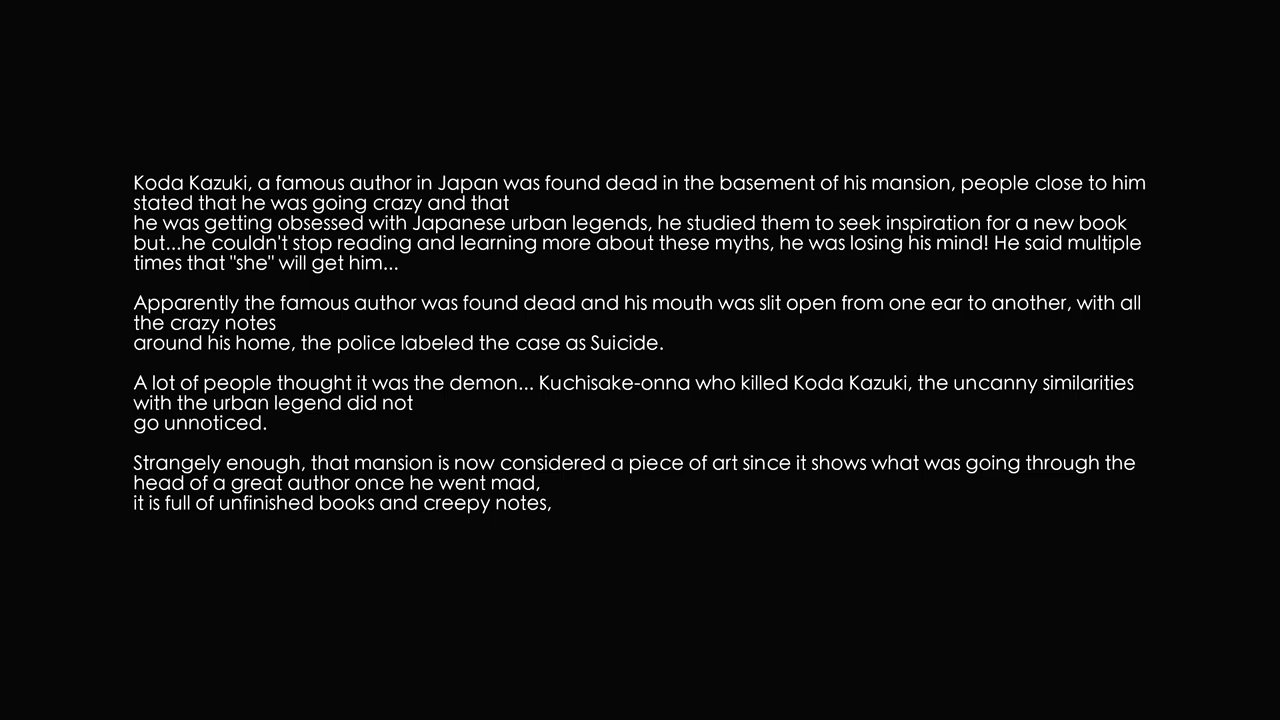 Koda Kazuki, a famous author in Japan was found dead in the basement of his mansion, people close to him
stated that he was going crazy and that
he was getting obsessed with Japanese urban legends, he studied them to seek inspiration for a new book
but...he couldn't stop reading and learning more about these myths, he was losing his mind! He said multiple
times that "she" will get him...
Apparently the famous author was found dead and his mouth was slit open from one ear to another, with all
the crazy notes
around his home, the police labeled the case as Suicide.
A lot of people thought it was the demon... Kuchisake-onna who killed Koda Kazuki, the uncanny similarities
with the urban legend did not
go unnoticed.
Strangely enough, that mansion is now considered a piece of art since it shows what was going through the
head of a great author once he went mad,
it is full of unfinished books and creepy notes,